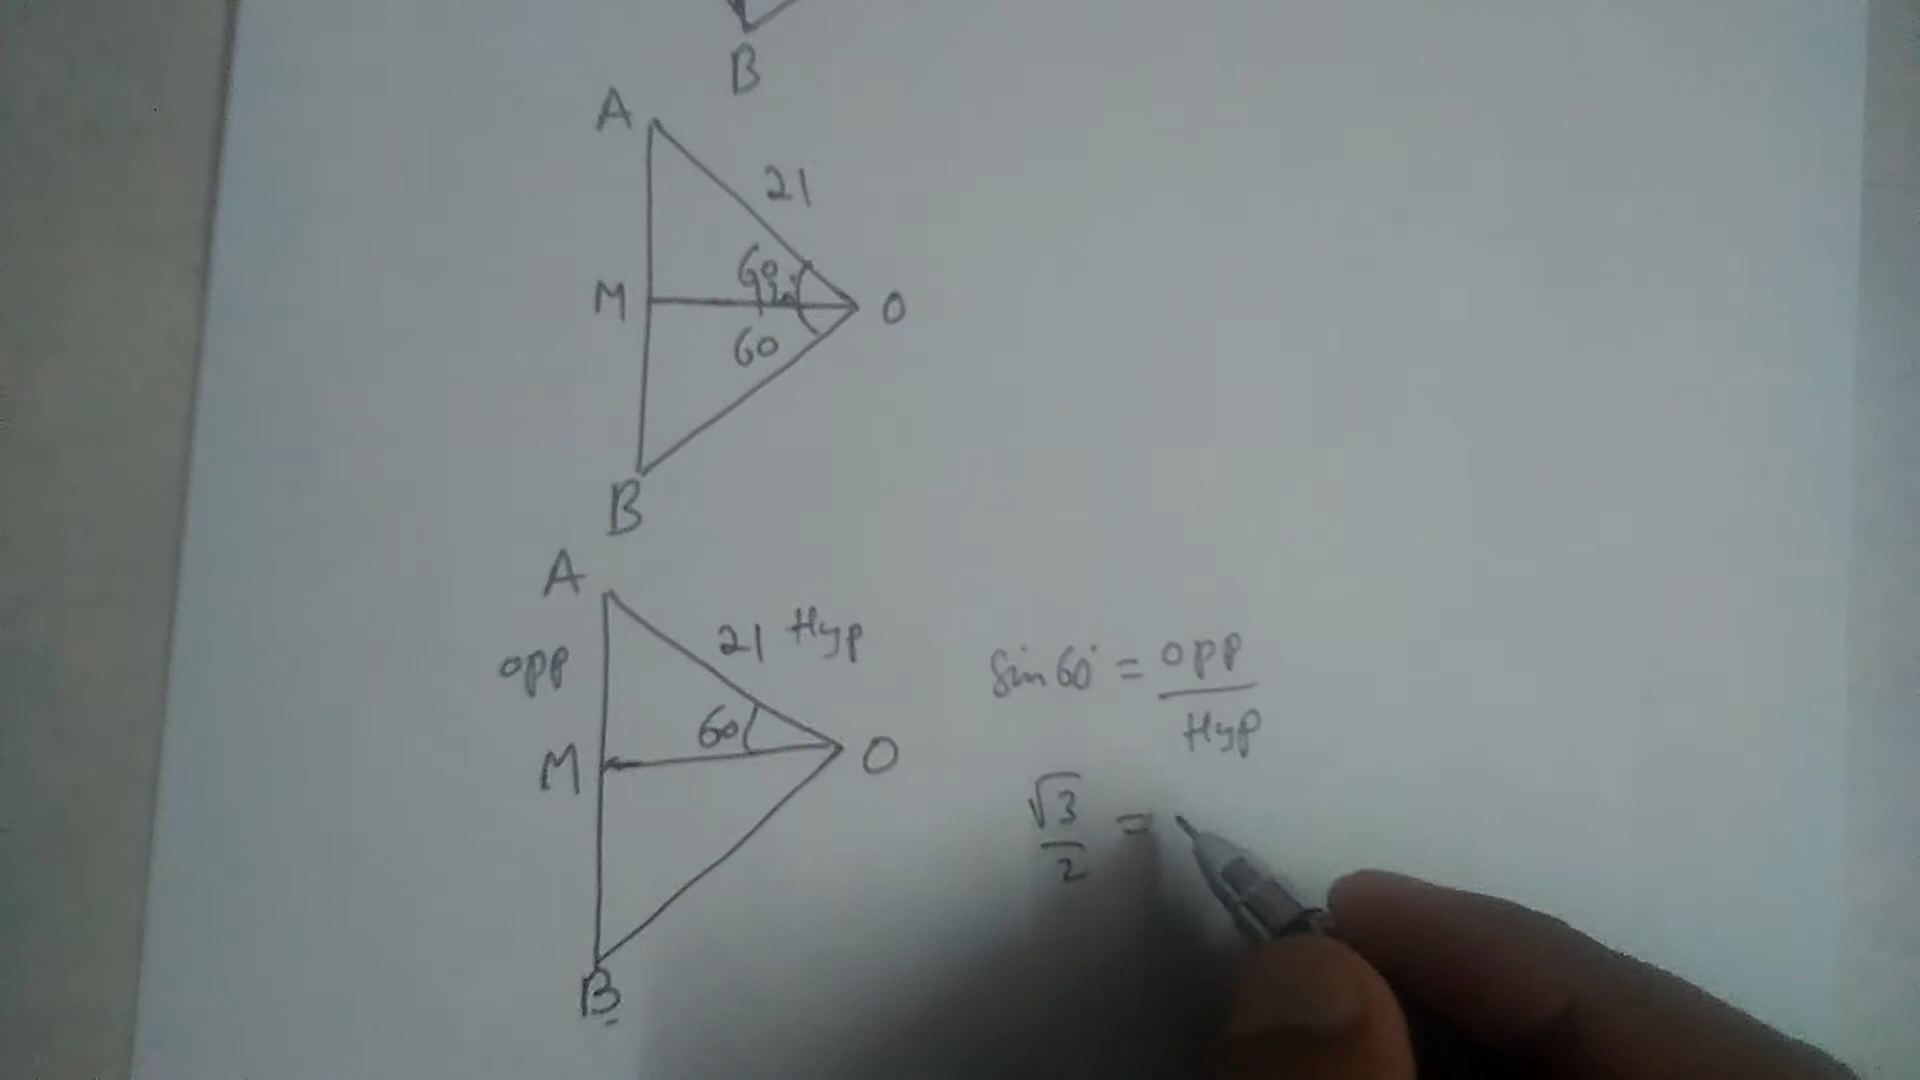 B
A
21
60
M
O
60
B
A
opp
21 Hyp
60
M
O
B
Sin 60° = opp
Hyp
√3
2
=